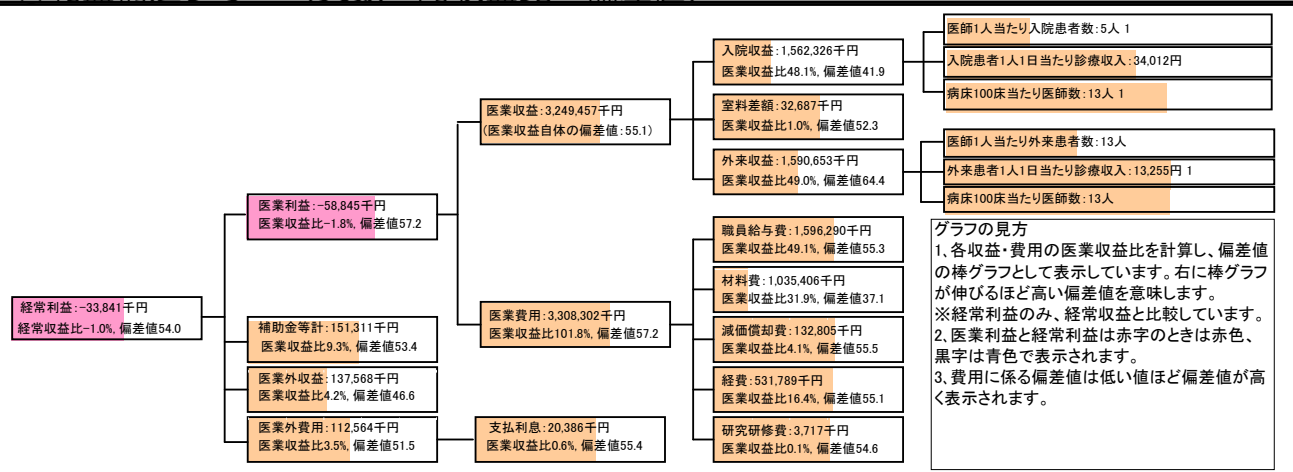 経常利益:-33,841千円
経常収益比-1.0%, 偏差値54.0
医業利益:-58,845千円
医業収益比-1.8%, 偏差値57.2
補助金等計:151,311千円
医業収益比9.3%, 偏差値53.4
医業外収益:137,568千円
医業収益比4.2%, 偏差値46.6
医業外費用:112,564千円
医業収益比3.5%, 偏差値51.5
医業収益:3,249,457千円
(医業収益自体の偏差値:55.1)
医業費用:3,308,302千円
医業収益比101.8%, 偏差値57.2
支払利息:20,386千円
医業収益比0.6%, 偏差値55.4
入院収益:1,562,326千円
医業収益比48.1%, 偏差値41.9
室料差額:32,687千円
医業収益比1.0%, 偏差値52.3
外来収益:1,590,653千円
医業収益比49.0%, 偏差値64.4
職員給与費:1,596,290千円
医業収益比49.1%, 偏差値55.3
材料費:1,035,406千円
医業収益比31.9%, 偏差値37.1
減価償却費:132,805千円
医業収益比4.1%, 偏差値55.5
経費:531,789千円
医業収益比16.4%, 偏差値55.1
研究研修費:3,717千円
医業収益比0.1%, 偏差値54.6
医師1人当たり入院患者数:5人 1
入院患者1人1日当たり診療収入:34,012円
病床100床当たり医師数:13人 1
医師1人当たり外来患者数:13人
外来患者1人1日当たり診療収入:13,255円 1
病床100床当たり医師数:13人
グラフの見方
1、各収益・費用の医業収益比を計算し、偏差値
の棒グラフとして表示しています。右に棒グラフ
が伸びるほど高い偏差値を意味します。
※経常利益のみ、経常収益と比較しています。
2、医業利益と経常利益は赤字のときは赤色、
黒字は青色で表示されます。
3、費用に係る偏差値は低い値ほど偏差値が高
く表示されます。